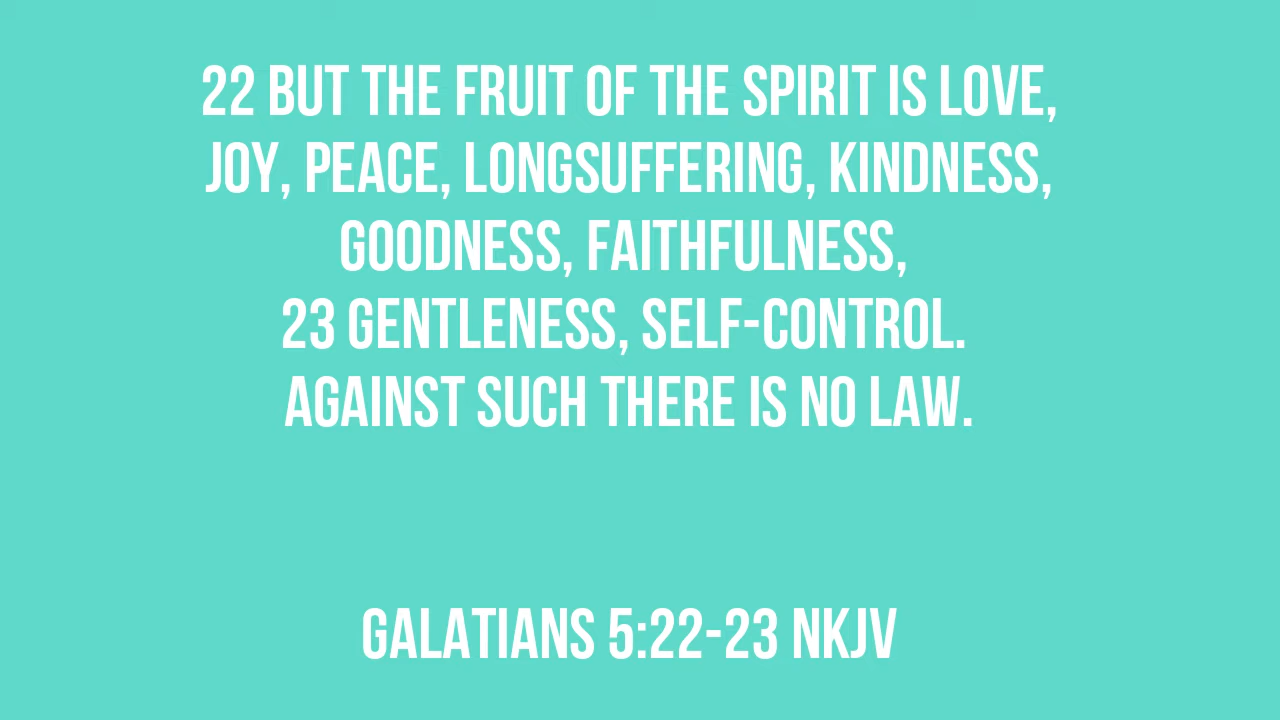 22 BUT THE FRUIT OF THE SPIRIT IS LOVE,
JOY, PEACE, LONGSUFFERING, KINDNESS,
GOODNESS, FAITHFULNESS,
23 GENTLENESS, SELF-CONTROL.
AGAINST SUCH THERE IS NO LAW.
GALATIANS 5:22-23 NKJV